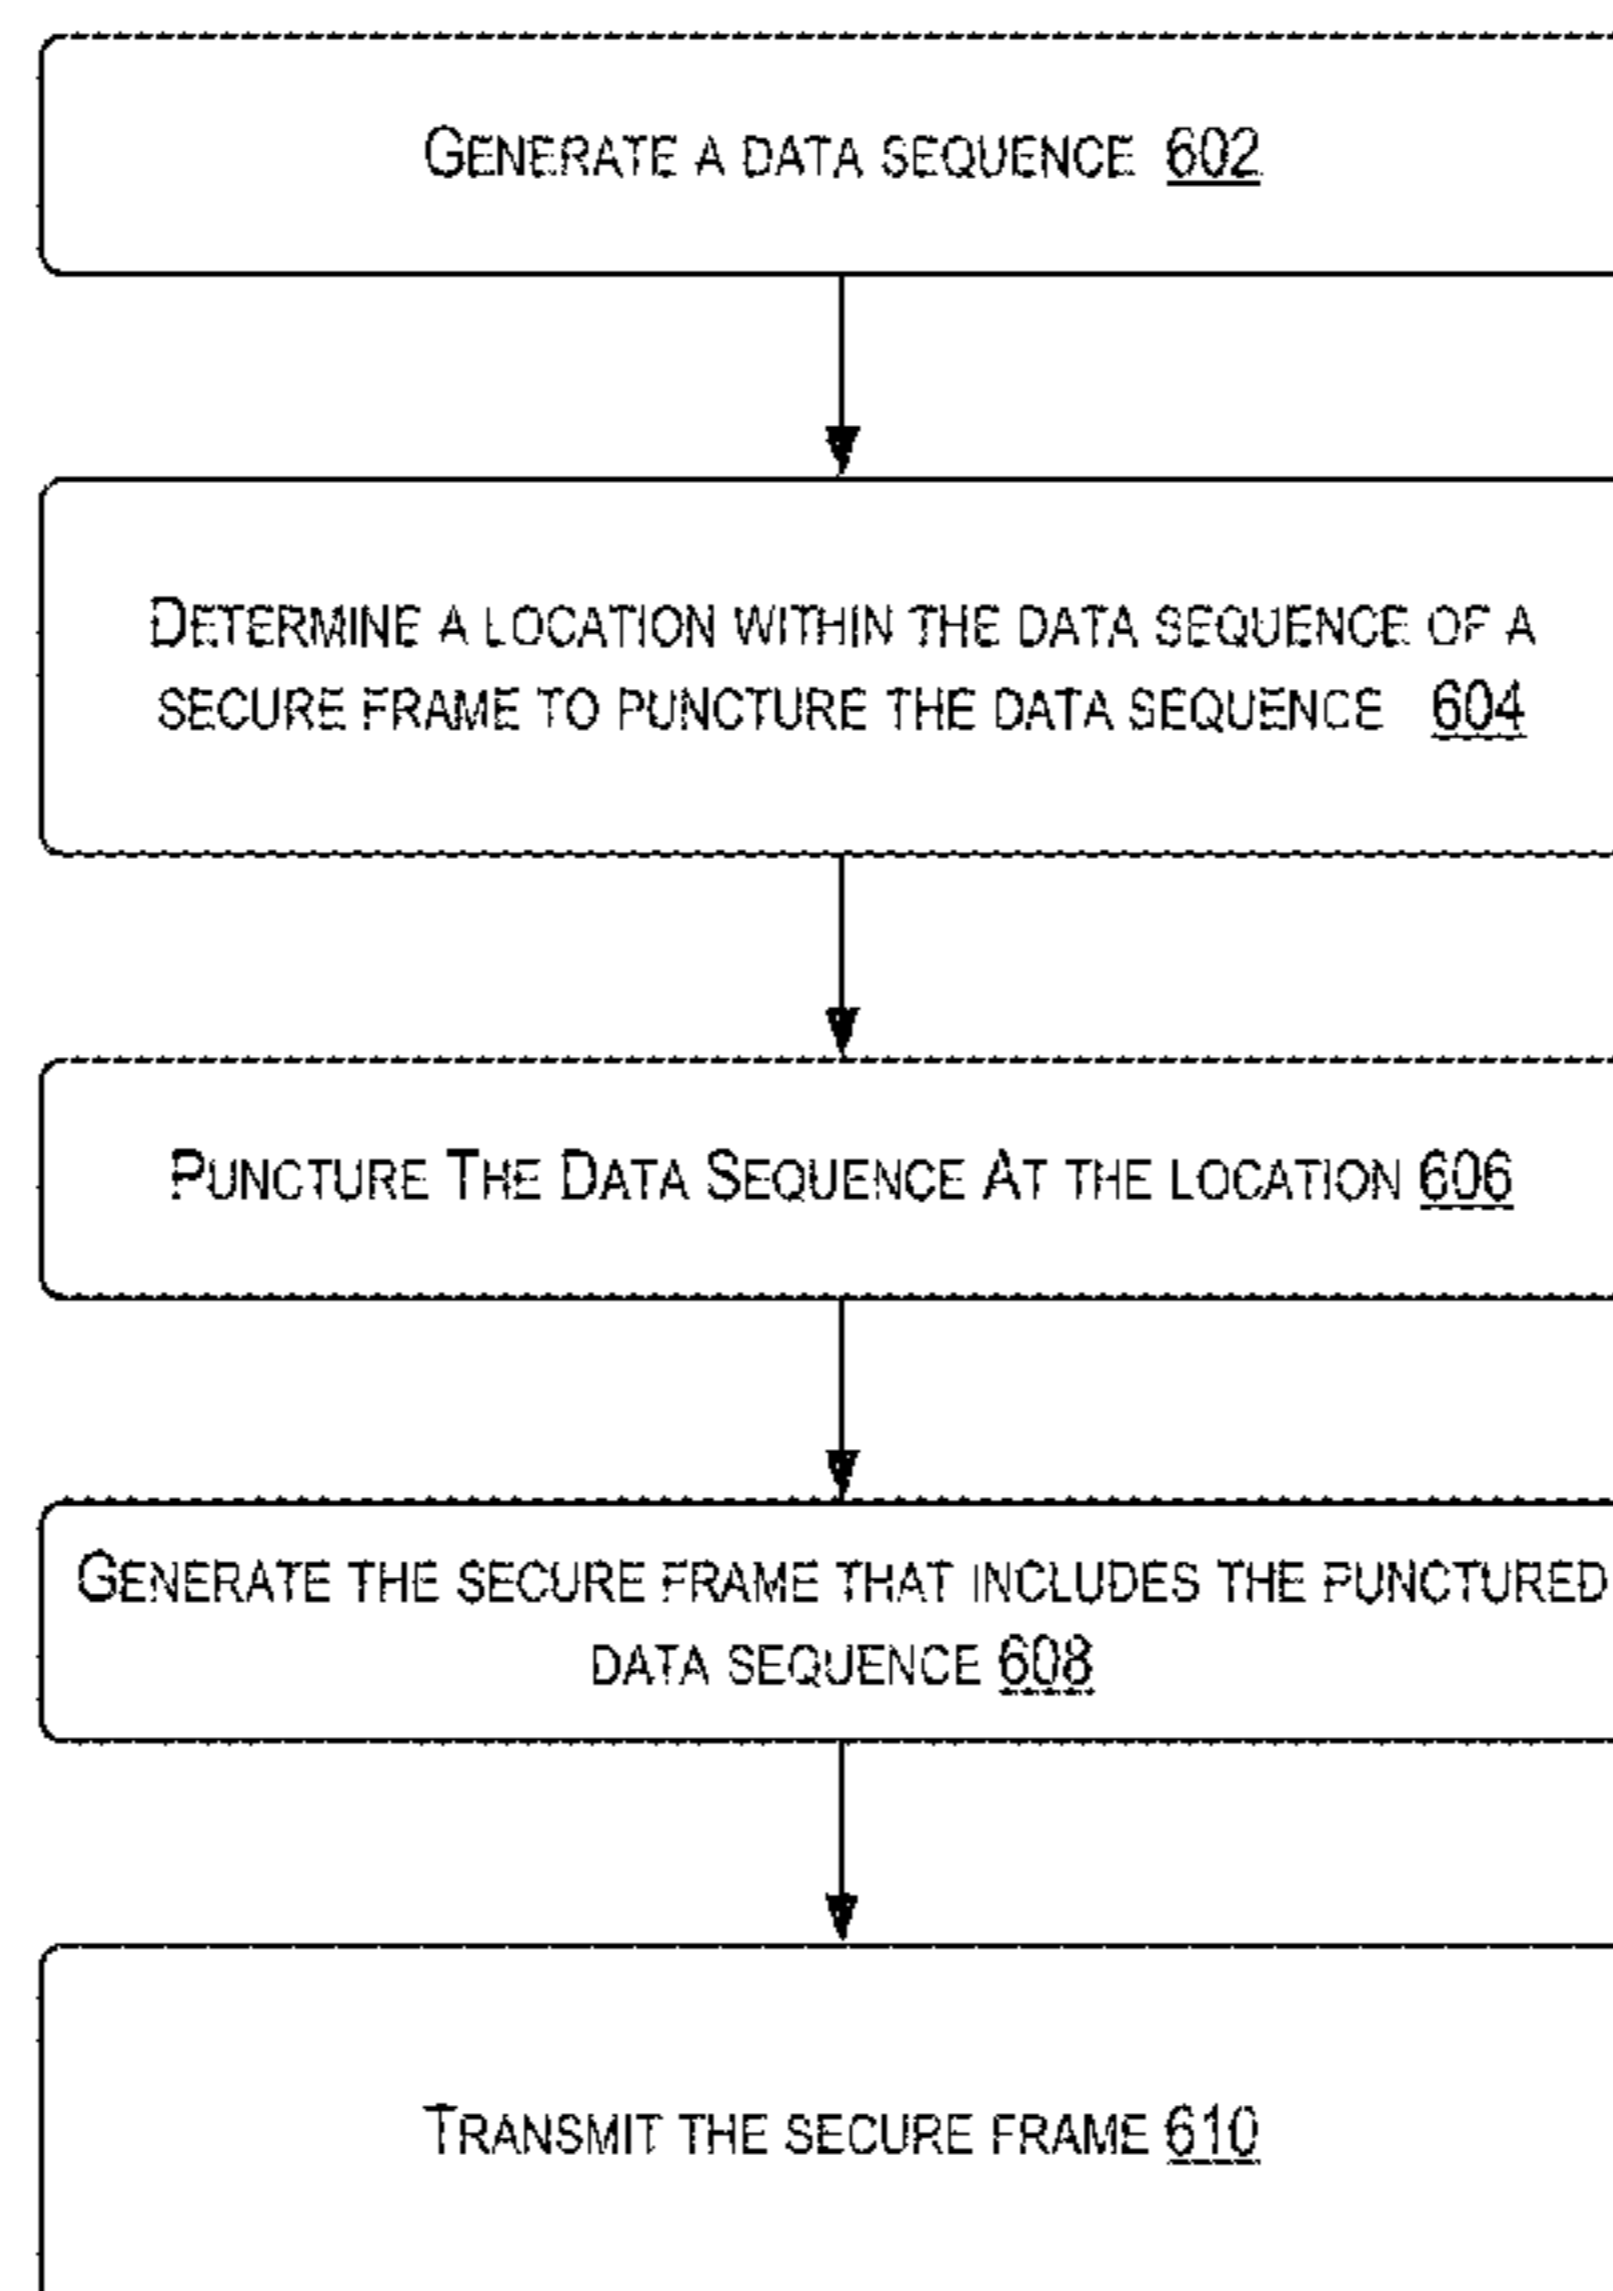 GENERATE A DATA SEQUENCE 602
DETERMINE A LOCATION WITHIN THE DATA SEQUENCE OF A
SECURE FRAME TO PUNCTURE THE DATA SEQUENCE 604
PUNCTURE THE DATA SEQUENCE AT THE LOCATION 606
GENERATE THE SECURE FRAME THAT INCLUDES THE PUNCTURED
DATA SEQUENCE 608
TRANSMIT THE SECURE FRAME 610